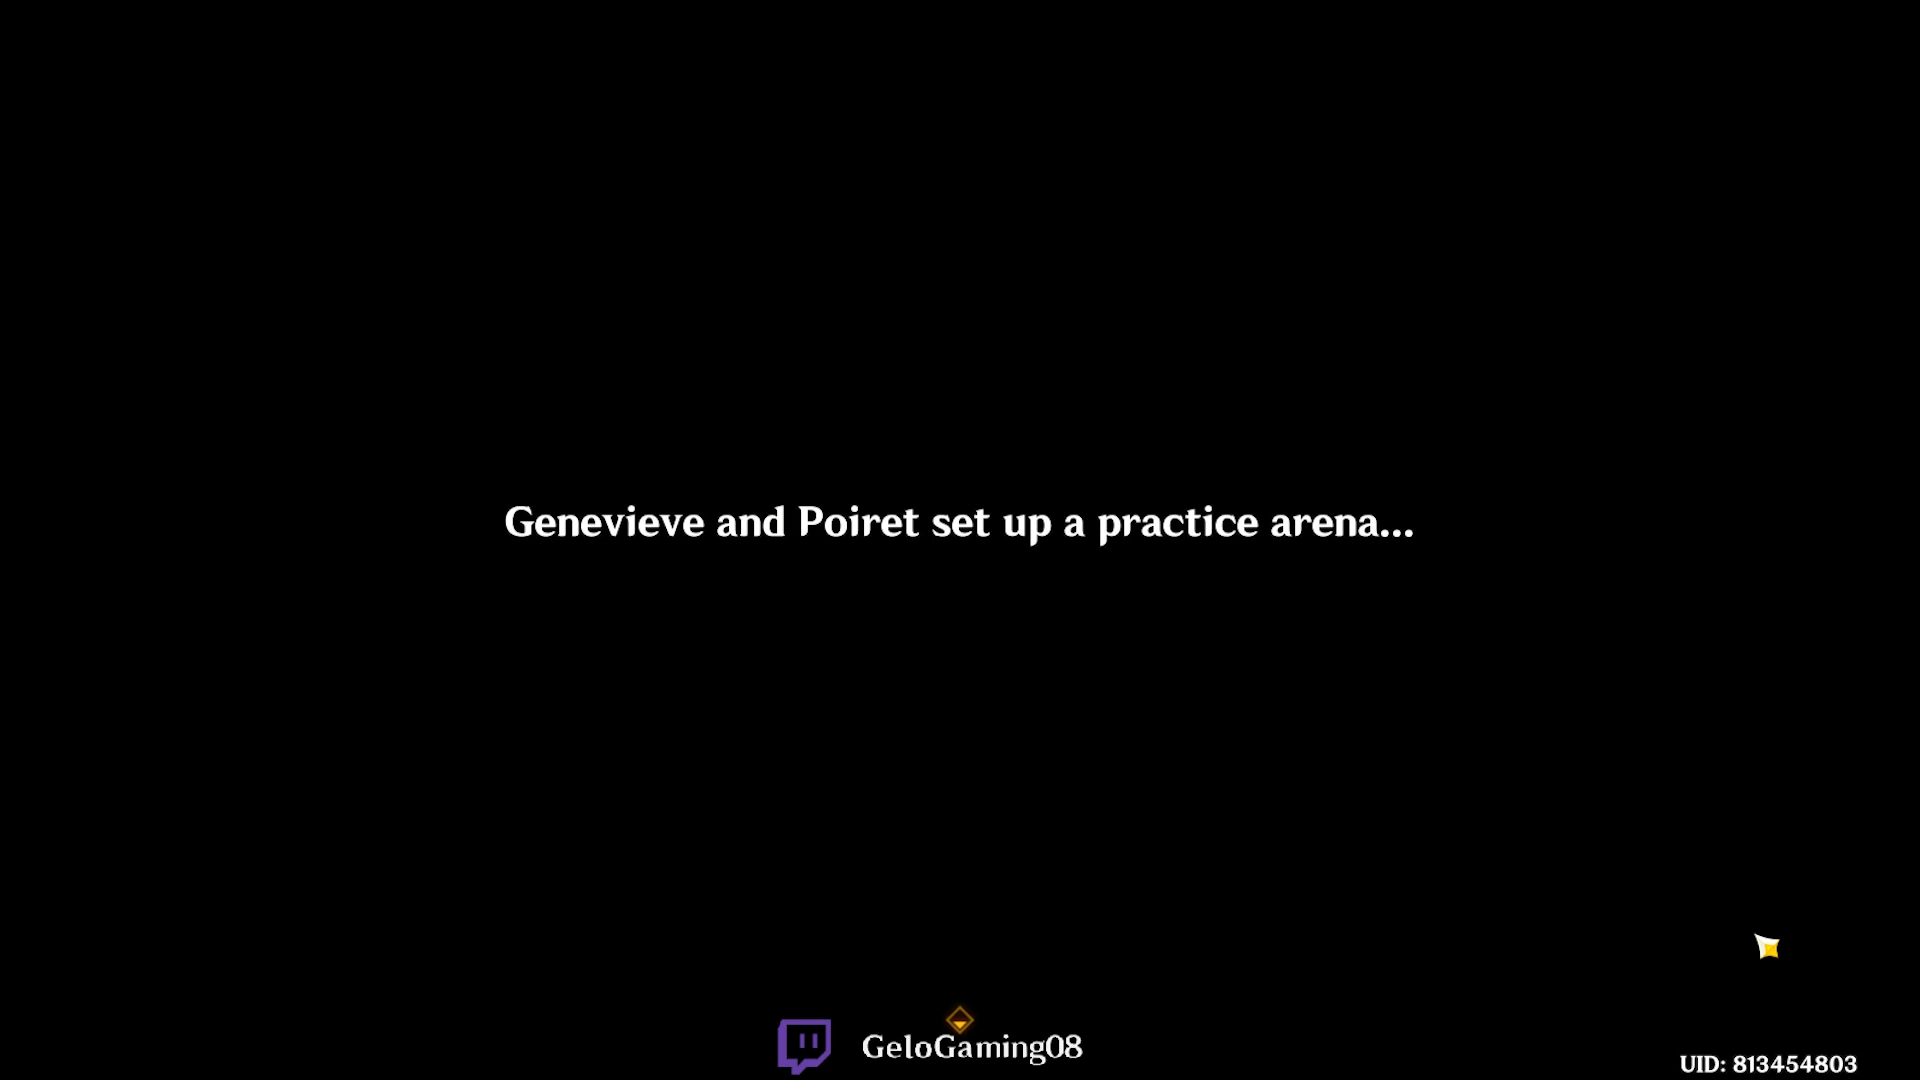 Genevieve and Poiret set up a practice arena...
GeloGaming08
UID: 813454803